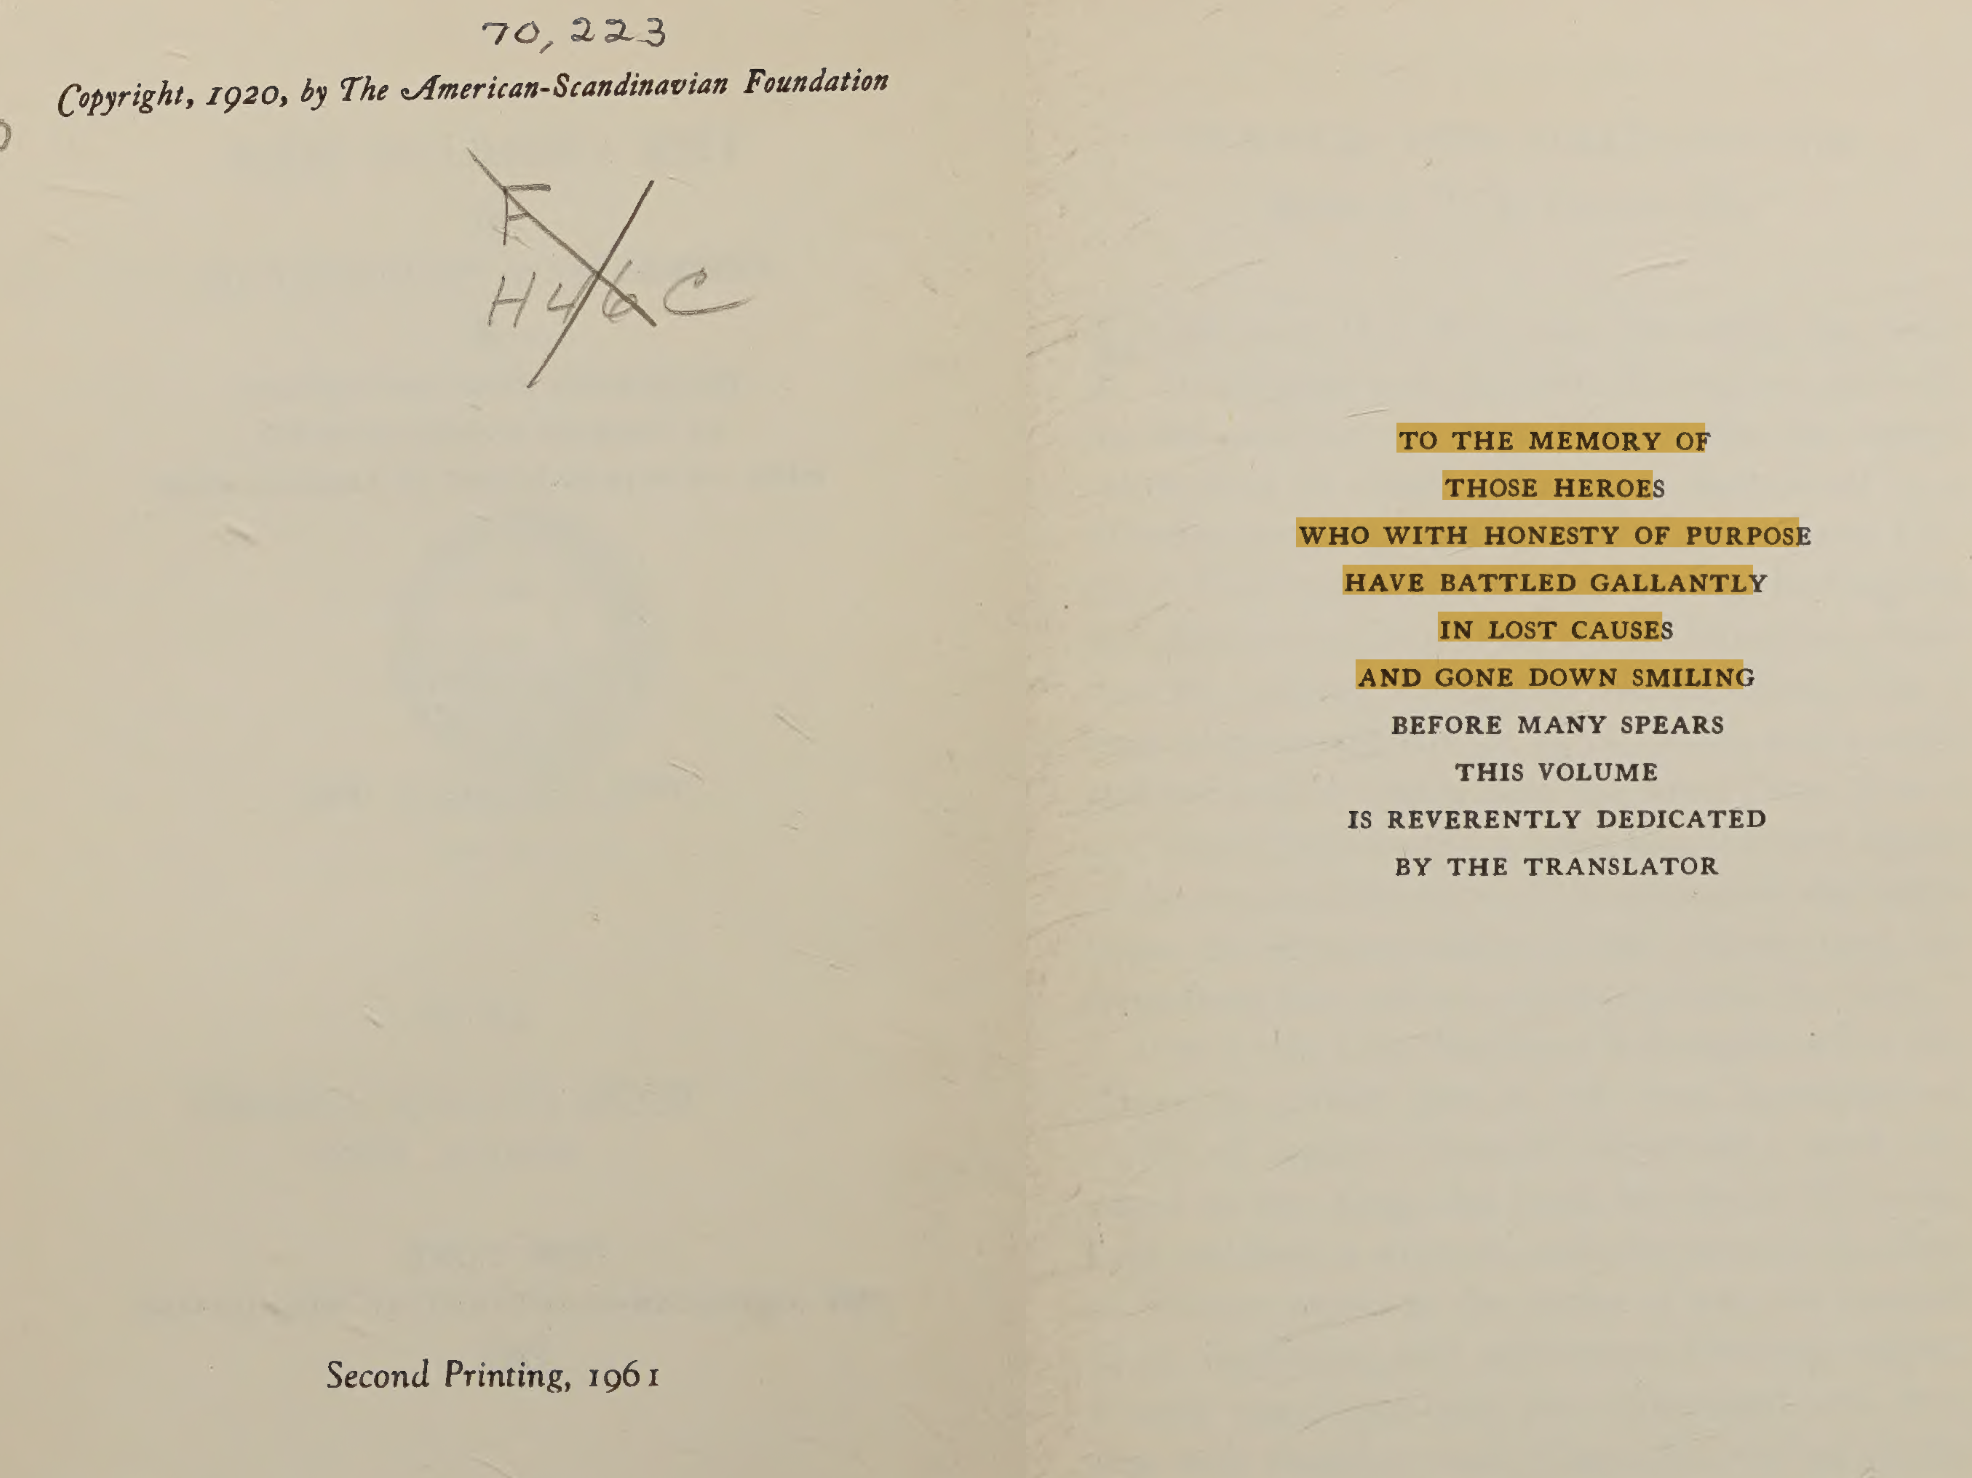 70,223
Copyright, 1920, by The American-Scandinavian Foundation
F
H46C
Second Printing, 1961
TO THE MEMORY OF
THOSE HEROES
WHO WITH HONESTY OF PURPOSE
HAVE BATTLED GALLANTLY
IN LOST CAUSES
AND GONE DOWN SMILING
BEFORE MANY SPEARS
THIS VOLUME
IS REVERENTLY DEDICATED
BY THE TRANSLATOR